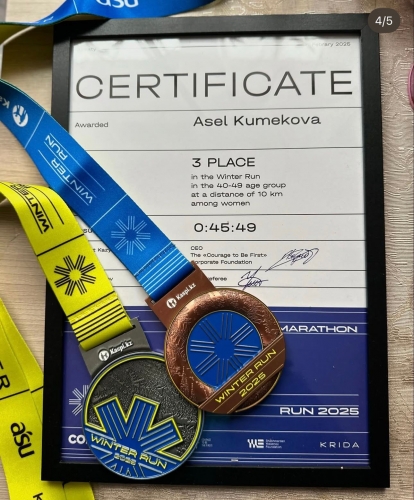 4/5
asu
2025
CERTIFICATE
Awarded
Asel Kumekova
3 PLACE
in the Winter Run
in the 40-49 age group
at a distance of 10 km
among women
0:45:49
CEO
The «Courage to Be First»
Corporate Foundation
WINTER RUN
WINTER
Kaspi.kz
WINTER RUN
2025
Kaspi.kz
WINTER RUN
2025
MARATHON
RUN 2025
KRIDA
asu